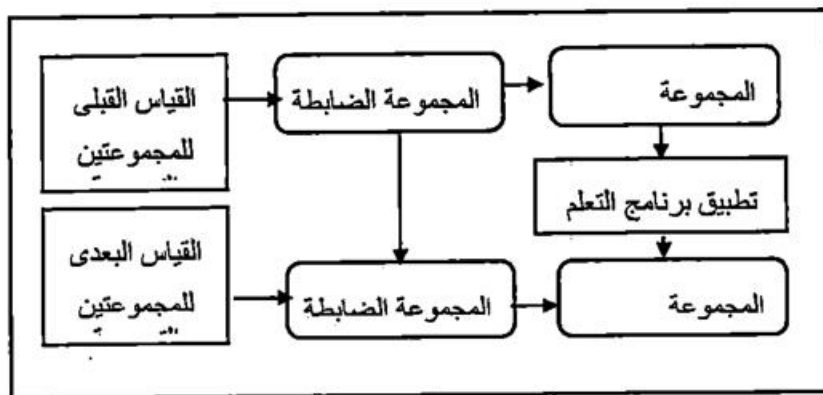 المجموعة
المجموعة الضابطة
القياس القبلى
للمجموعتين
تطبيق برنامج التعلم
المجموعة
المجموعة الضابطة
القياس البعدى
للمجموعتين